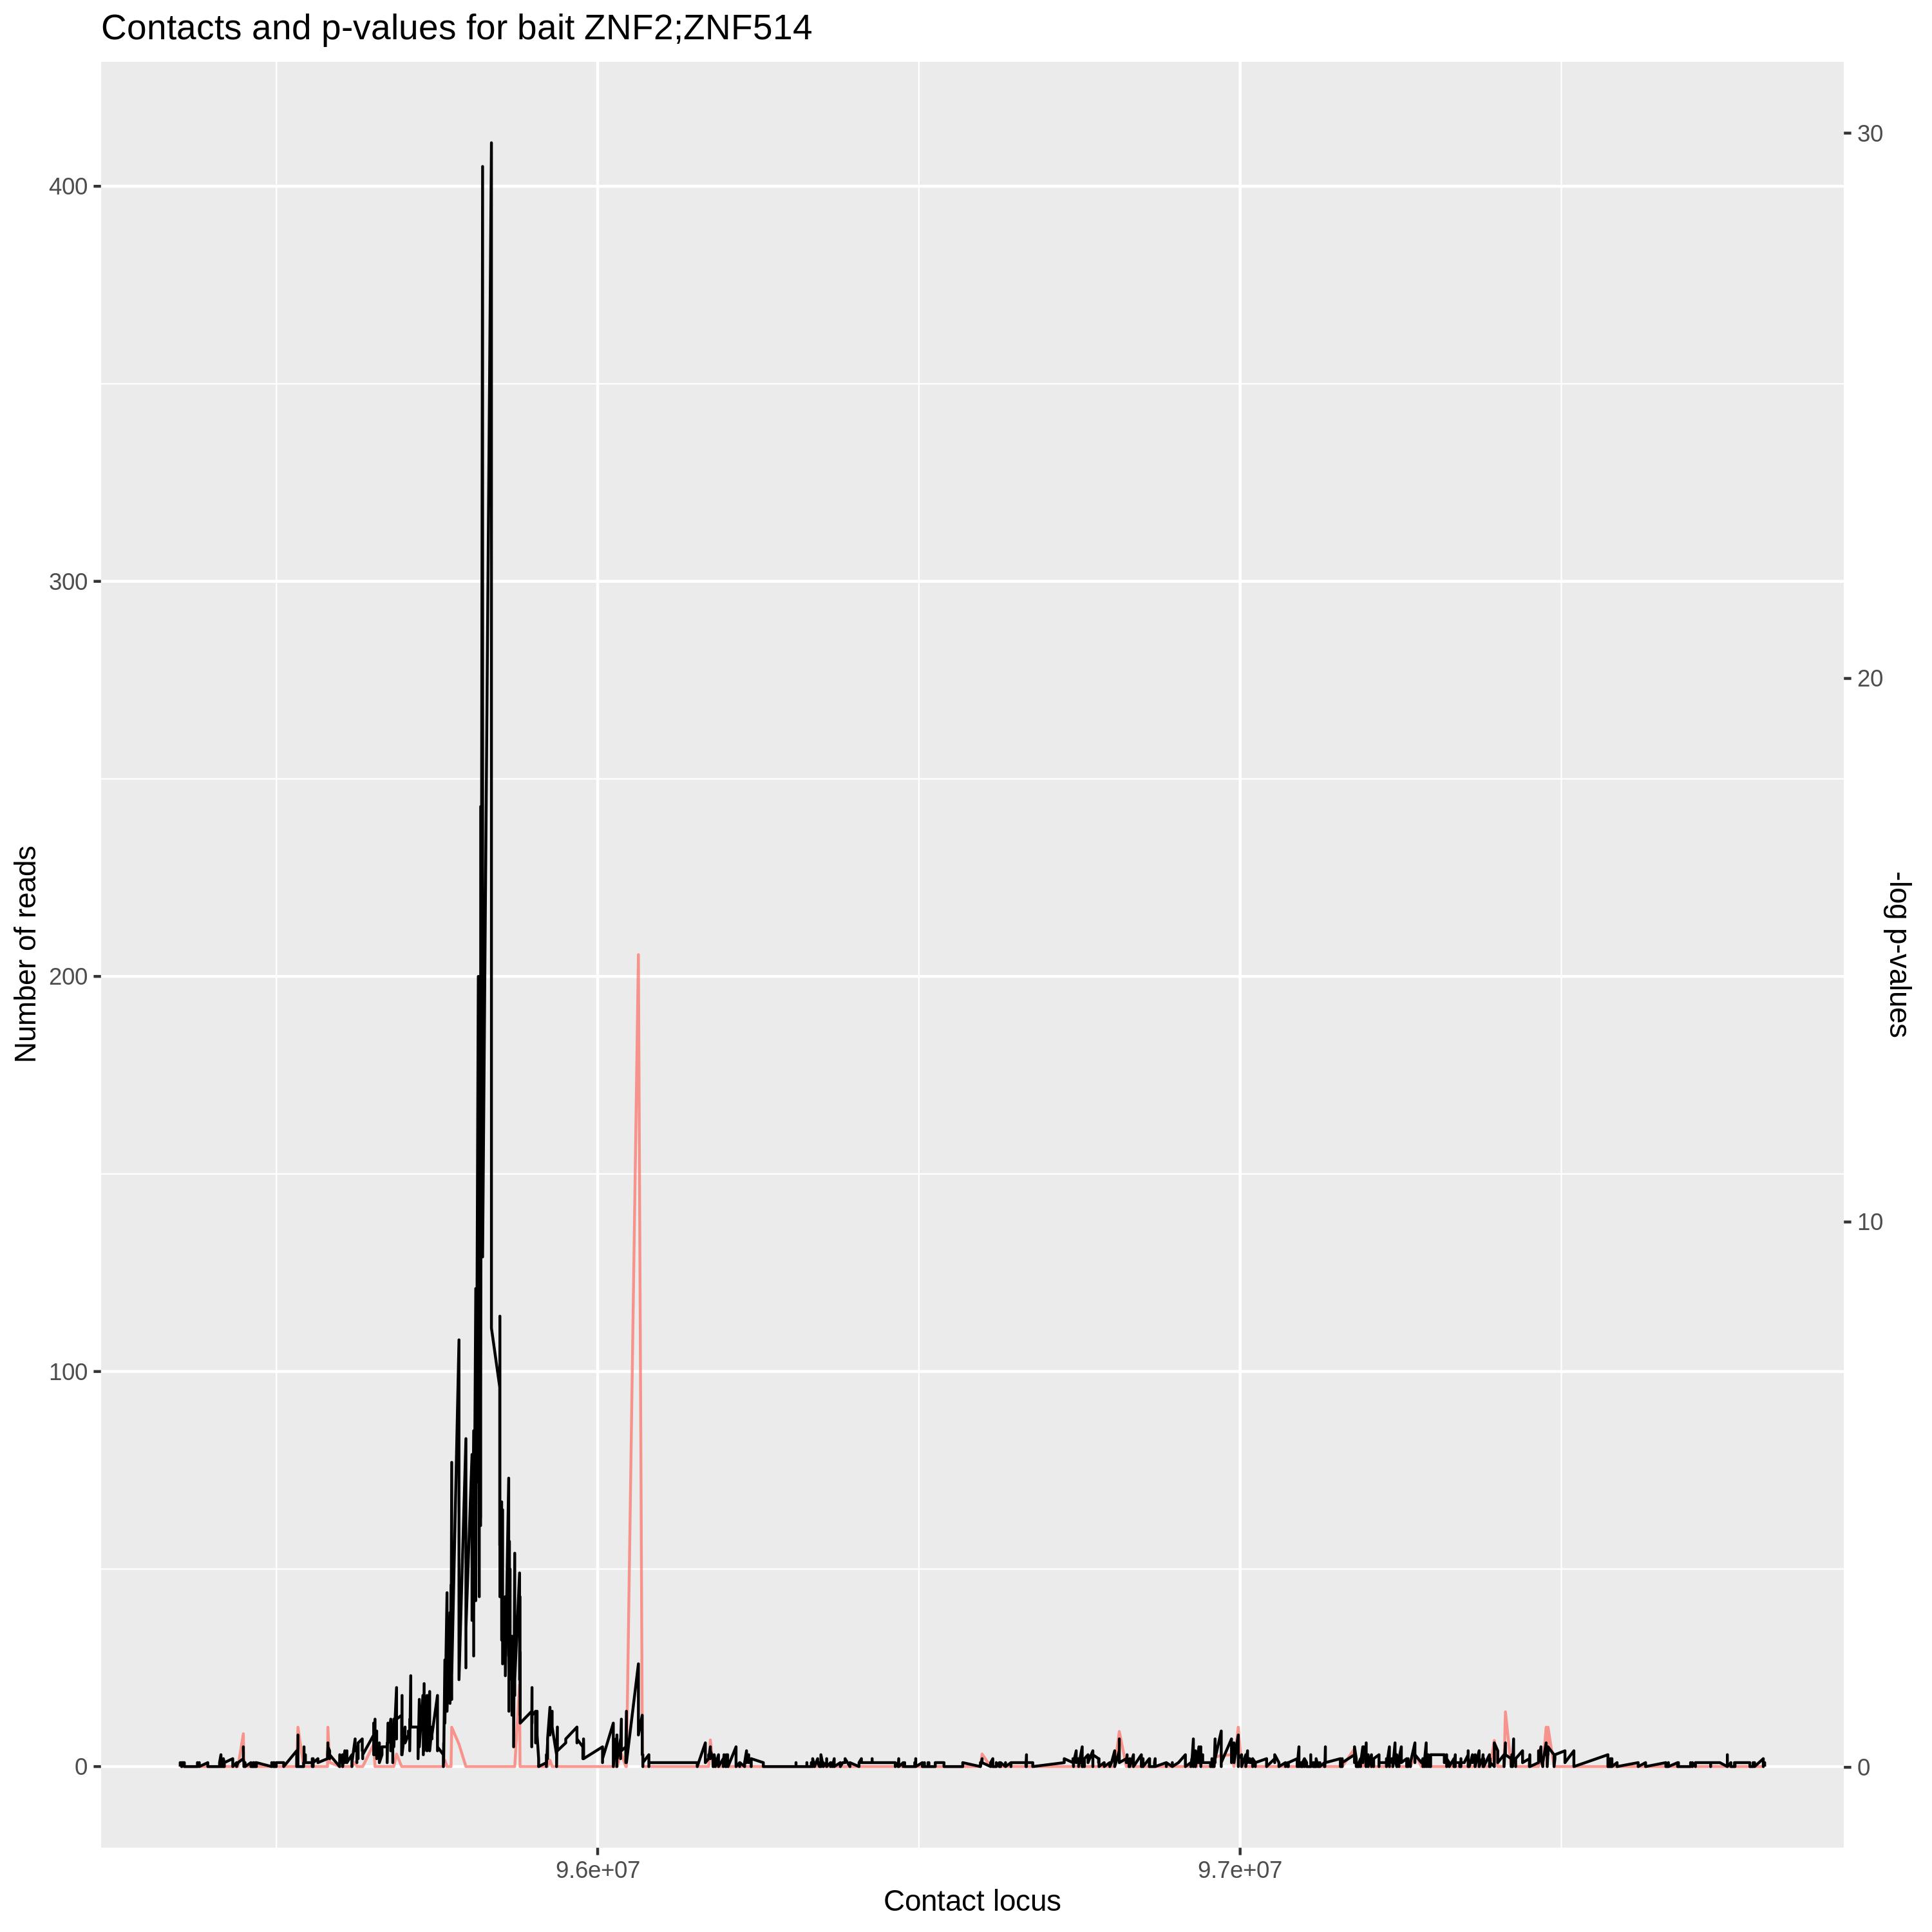 Contacts and p-values for bait ZNF2;ZNF514
400
300
200
100
0
Number of reads
30
20
10
0
-log p-values
9.6e+07
9.7e+07
Contact locus